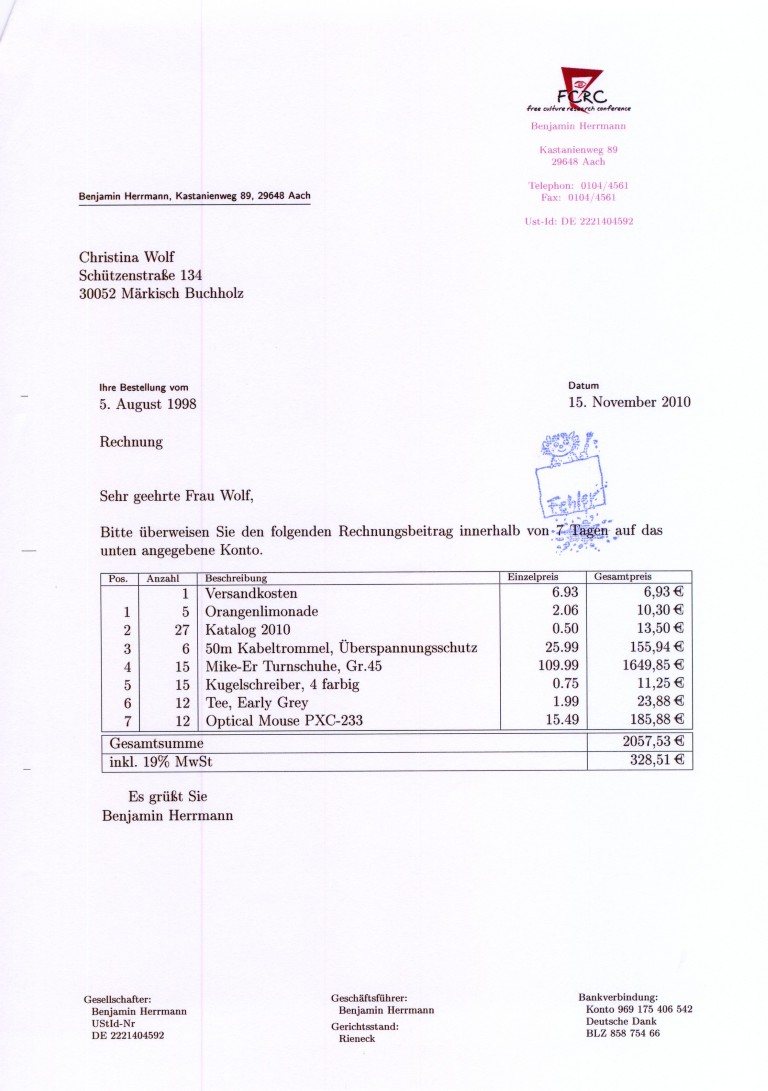 FCRC
free culture research conference
Benjamin Herrmann
Kastanienweg 89
29648 Aach
Telephon: 0104/4561
Fax: 0104/4561
Ust-Id: DE 2221404592
Benjamin Herrmann, Kastanienweg 89, 29648 Aach
Christina Wolf
Schützenstraße 134
30052 Märkisch Buchholz
Ihre Bestellung vom Datum
5. August 1998 15. November 2010
Rechnung
Fehler
Sehr geehrte Frau Wolf,
Bitte überweisen Sie den folgenden Rechnungsbeitrag innerhalb von 7 Tagen auf das
unten angegebene Konto.
Pos. Anzahl Beschreibung Einzelpreis Gesamtpreis
1 Versandkosten 6.93 6,93 €
1 5 Orangenlimonade 2.06 10,30 €
2 27 Katalog 2010 0.50 13,50 €
3 6 50m Kabeltrommel, Überspannungsschutz 25.99 155,94 €
4 15 Mike-Er Turnschuhe, Gr.45 109.99 1649,85 €
5 15 Kugelschreiber, 4 farbig 0.75 11,25 €
6 12 Tee, Early Grey 1.99 23,88 €
7 12 Optical Mouse PXC-233 15.49 185,88 €
Gesamtsumme 2057,53 €
inkl. 19% MwSt 328,51 €
Es grüßt Sie
Benjamin Herrmann
Gesellschafter:
Benjamin Herrmann
UStId-Nr
DE 2221404592
Geschäftsführer:
Benjamin Herrmann
Gerichtsstand:
Rieneck
Bankverbindung:
Konto 969 175 406 542
Deutsche Dank
BLZ 858 754 66